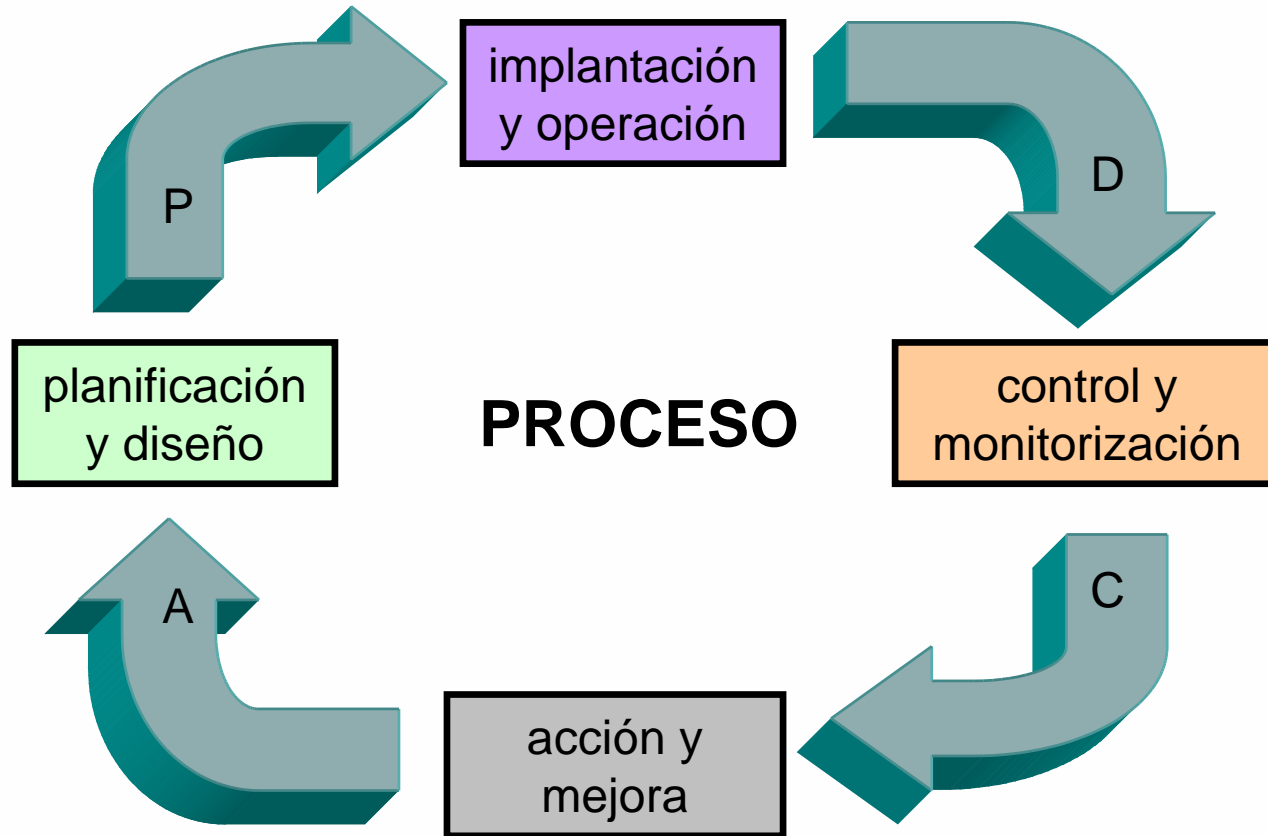 implantación
y operación
P
D
planificación
y diseño
PROCESO
control y
monitorización
A
C
acción y
mejora